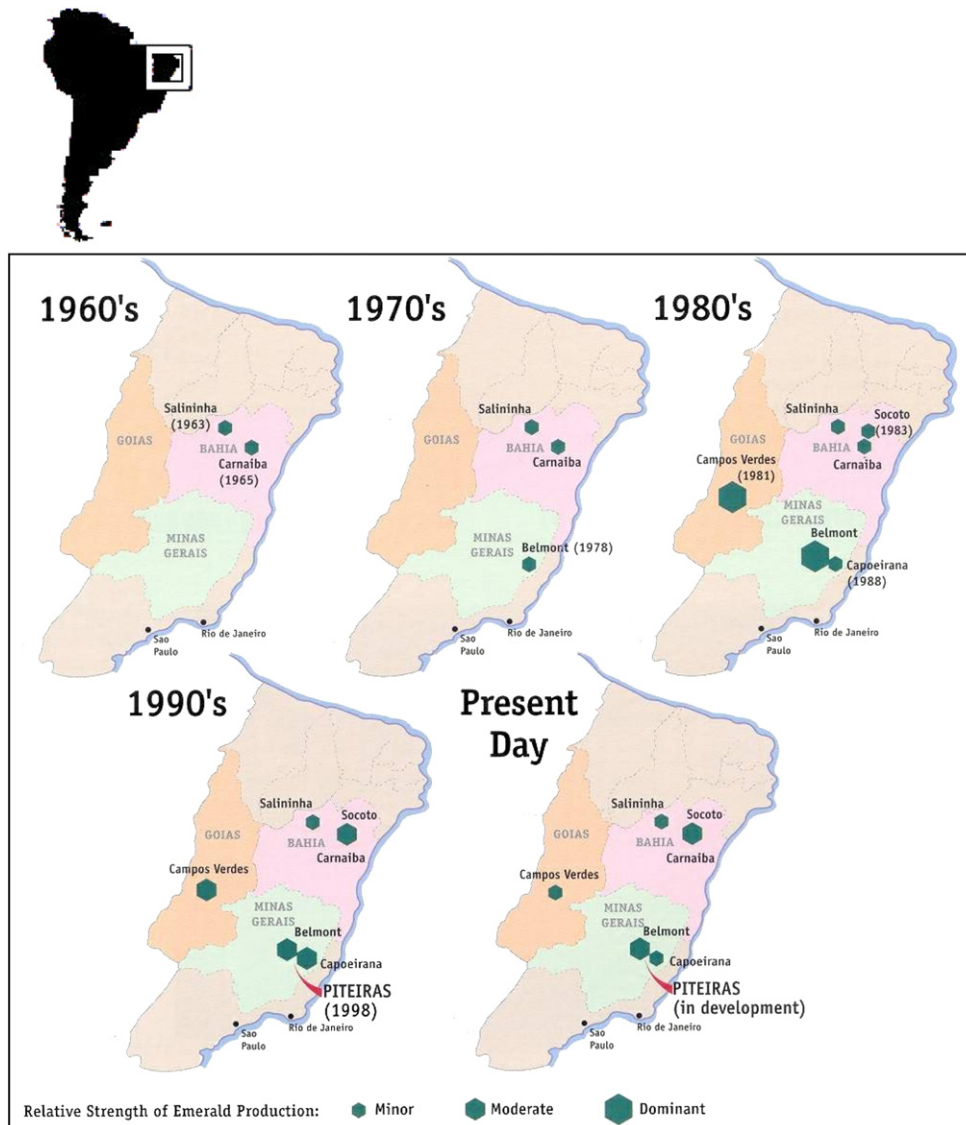 1960's
Salininha
(1963)
GOIAS
BAHIA
Carnaiba
(1965)
MINAS
GERAIS
Rio de Janeiro
Sao
Paulo
1970's
Salininha
GOIAS
BAHIA
Carnaiba
MINAS
GERAIS
Belmont (1978)
Rio de Janeiro
Sao
Paulo
1980's
Salininha
Socoto
(1983)
GOIAS
BAHIA
Campos Verdes
(1981)
Carnaiba
MINAS
GERAIS
Belmont
Capoeirana
(1988)
Rio de Janeiro
Sao
Paulo
1990's
Salininha
Socoto
GOIAS
BAHIA
Carnaiba
Campos Verdes
MINAS
GERAIS
Belmont
Capoeirana
PITEIRAS
(1998)
Rio de Janeiro
Sao
Paulo
Present
Day
Salininha
Socoto
GOIAS
BAHIA
Carnaiba
Campos Verdes
MINAS
GERAIS
Belmont
Capoeirana
PITEIRAS
(in development)
Rio de Janeiro
Sao
Paulo
Relative Strength of Emerald Production: Minor Moderate Dominant